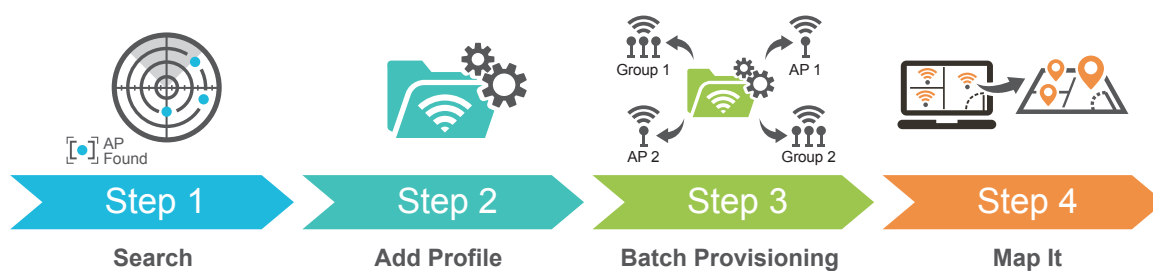 Group 1
AP 1
AP
Found
AP 2
Group 2
Step 1
Step 2
Step 3
Step 4
Search
Add Profile
Batch Provisioning
Map It